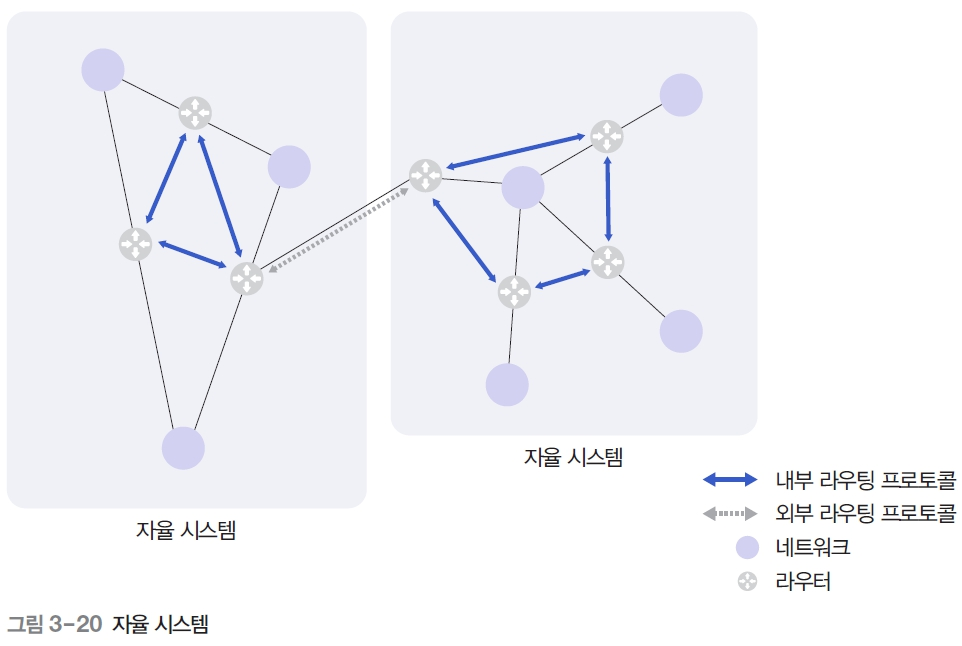 자율 시스템
자율 시스템
내부 라우팅 프로토콜
외부 라우팅 프로토콜
네트워크
라우터
그림 3-20 자율 시스템